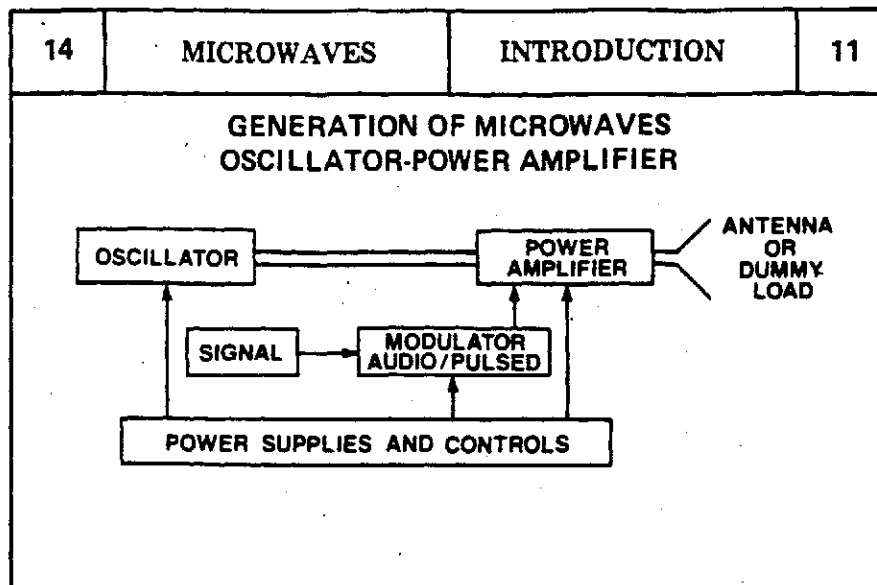 14 MICROWAVES INTRODUCTION 11
GENERATION OF MICROWAVES
OSCILLATOR-POWER AMPLIFIER
OSCILLATOR
POWER
AMPLIFIER
ANTENNA
OR
DUMMY
LOAD
SIGNAL
MODULATOR
AUDIO/PULSED
POWER SUPPLIES AND CONTROLS